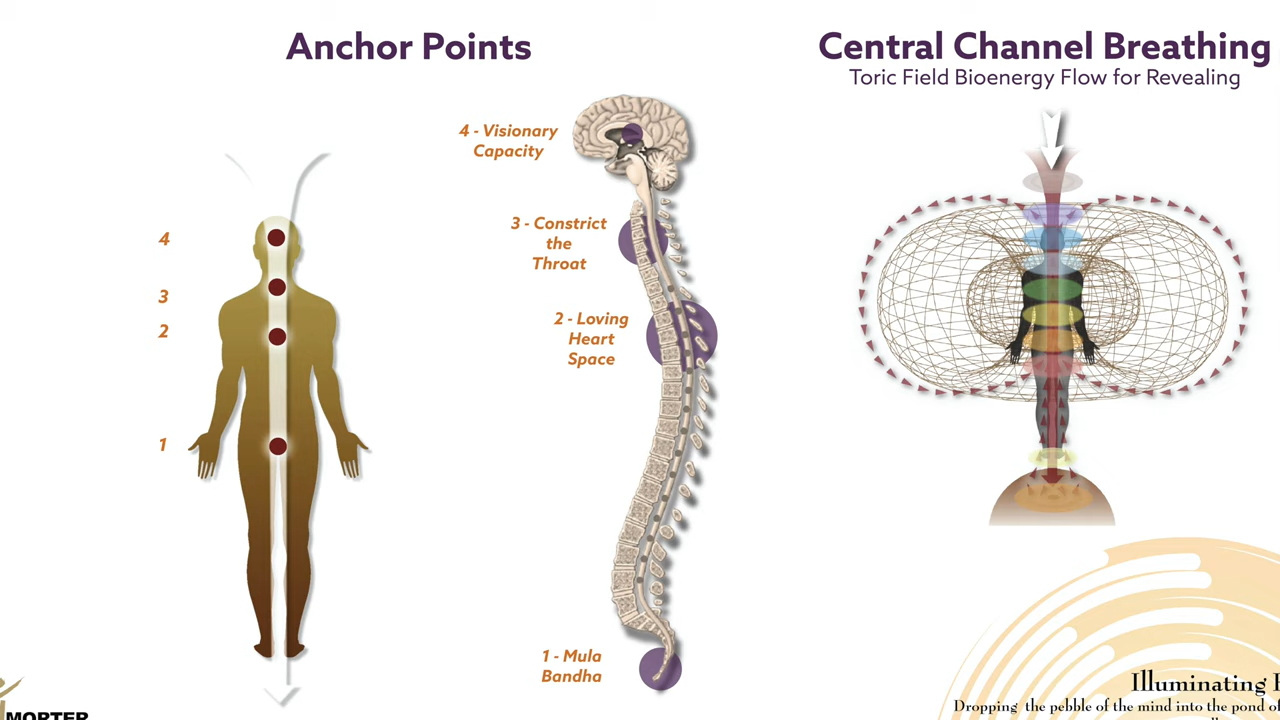 Anchor Points
4 - Visionary
Capacity
3 - Constrict
the
Throat
2 - Loving
Heart
Space
1 - Mula
Bandha
4
3
2
1
Central Channel Breathing
Toric Field Bioenergy Flow for Revealing
MORTER
Illuminating
Dropping the pebble of the mind into the pond of